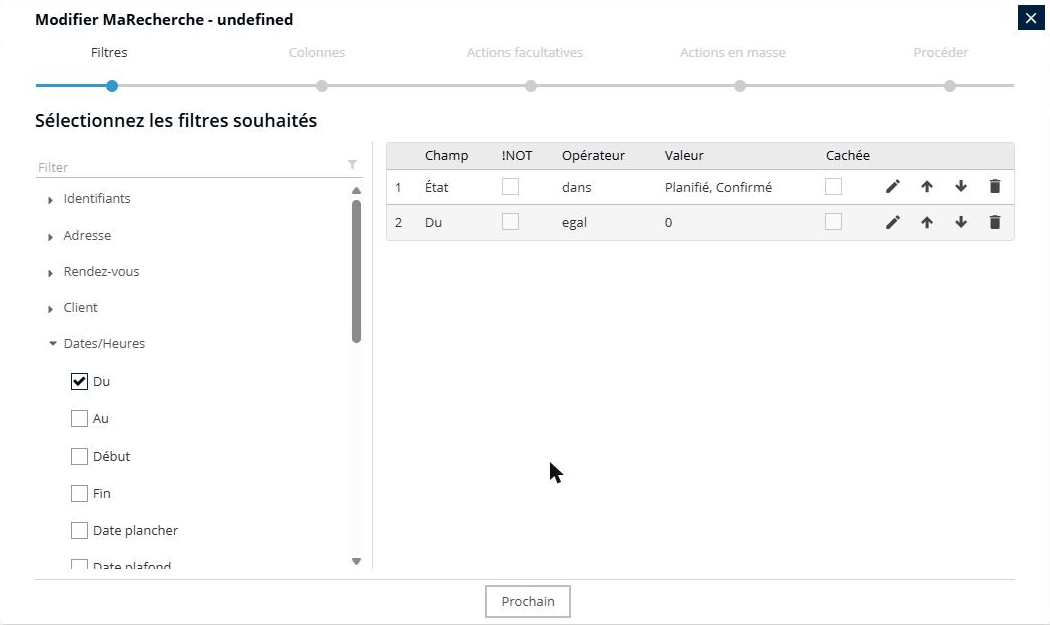 Modifier MaRecherche - undefined
Filtres Colonnes Actions facultatives Actions en masse Procéder
Sélectionnez les filtres souhaités
Filter
Identifiants
Adresse
Rendez-vous
Client
Dates/Heures
Du
Au
Début
Fin
Date plancher
Date plafond
Champ !NOT Opérateur Valeur Cachée
1 État dans Planifié, Confirmé
2 Du egal 0
Prochain